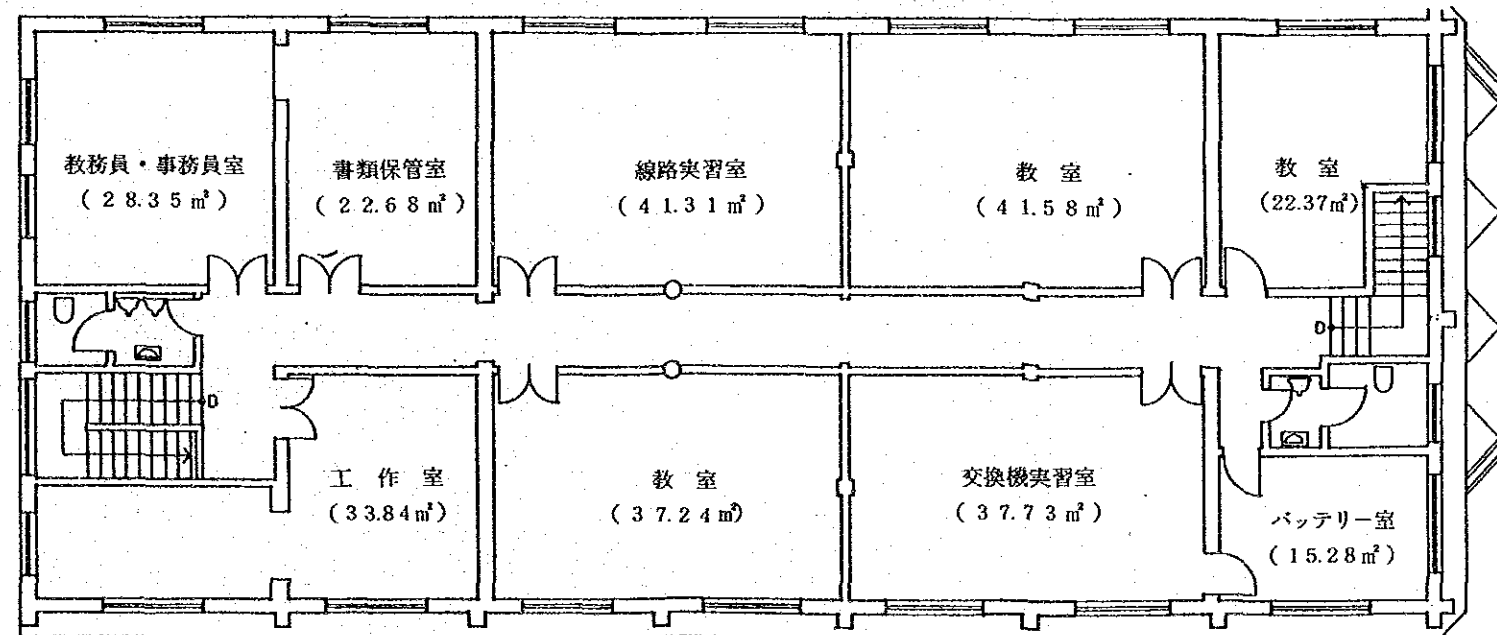 教務員・事務員室
(28.35㎡)
書類保管室
(22.68㎡)
線路実習室
(41.31㎡)
教室
(41.58㎡)
教室
(22.37㎡)
D
D
工作室
(33.84㎡)
教室
(37.24㎡)
交換機実習室
(37.73㎡)
バッテリー室
(15.28㎡)